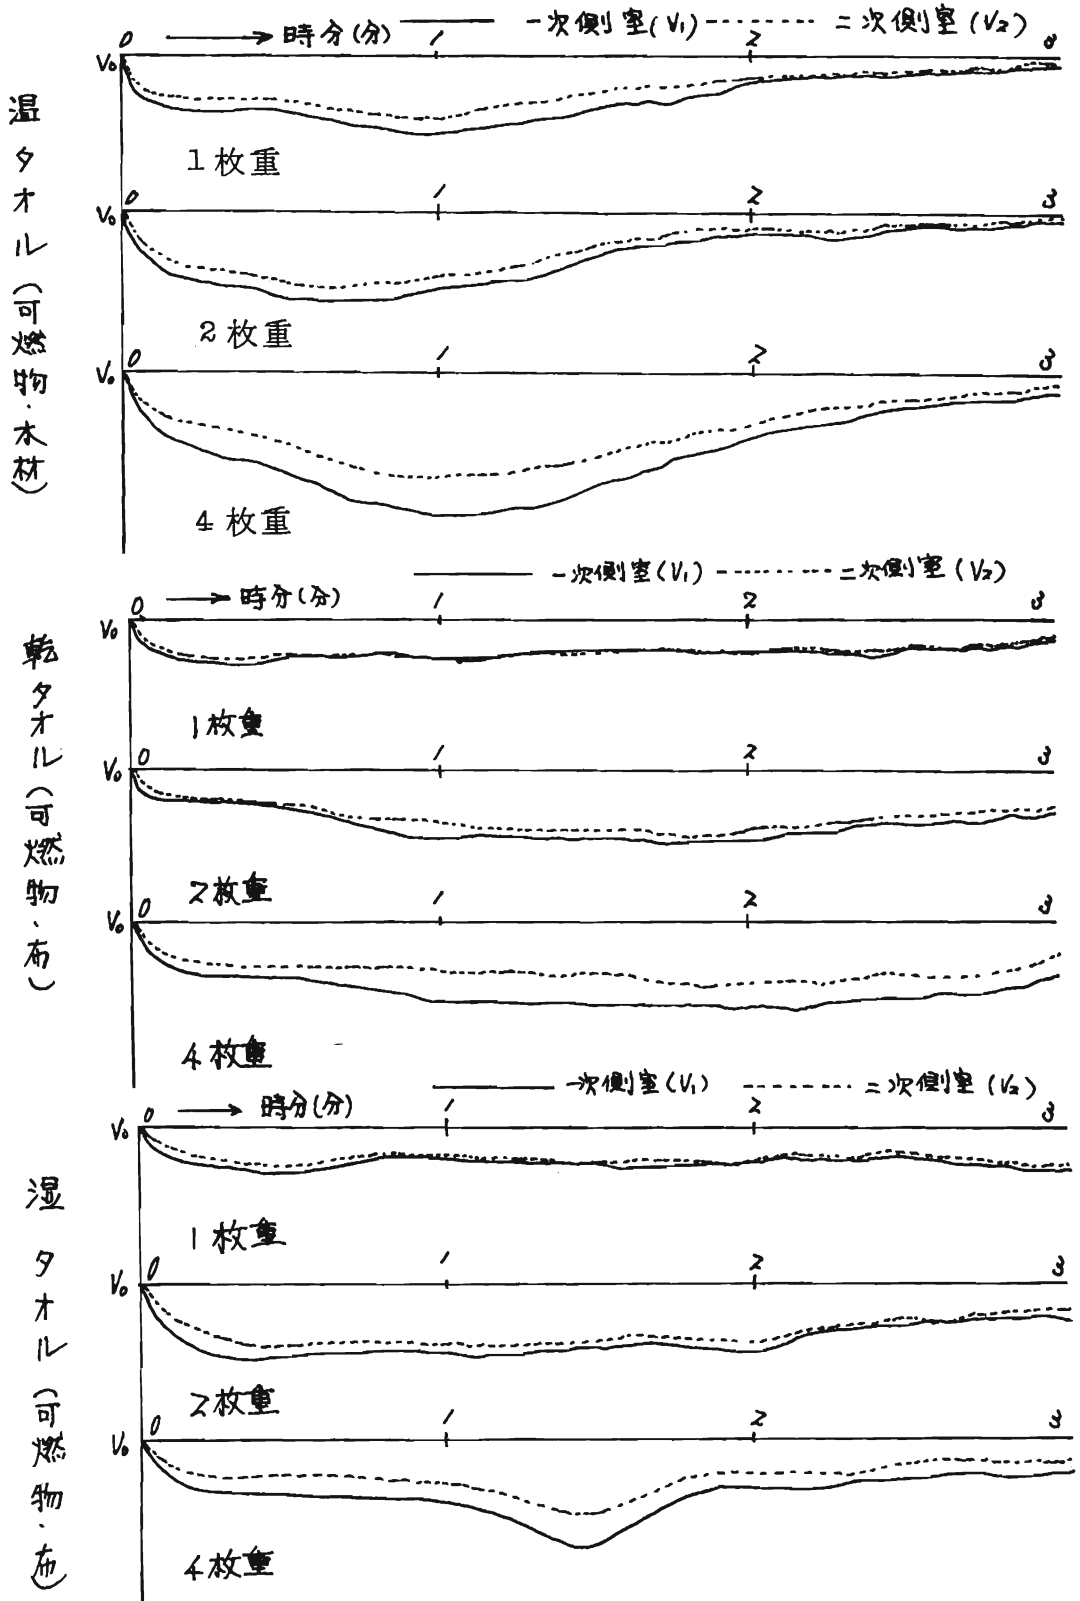 0 → 時分(分) 1 —— 一次側室(V₁) ------ 二次側室(V₂) 2 3
V₀
温タオル(可燃物・木材)
1枚重
0 1 2 3
V₀
2枚重
0 1 2 3
V₀
4枚重
—— 一次側室(V₁) ------ 二次側室(V₂)
0 → 時分(分) 1 2 3
V₀
乾タオル(可燃物・布)
1枚重
0 1 2 3
V₀
2枚重
0 1 2 3
V₀
4枚重
—— 一次側室(V₁) ------ 二次側室(V₂)
0 → 時分(分) 1 2 3
V₀
湿タオル(可燃物・布)
1枚重
0 1 2 3
V₀
2枚重
0 1 2 3
V₀
4枚重